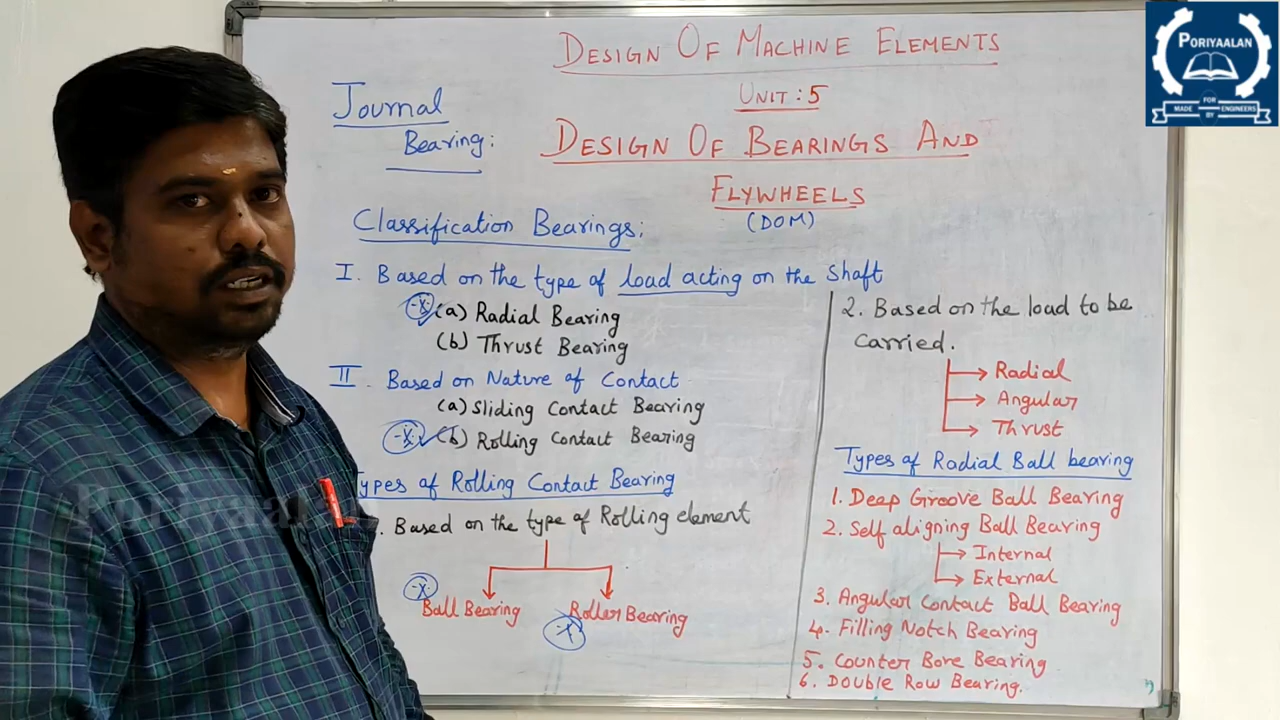 DESIGN OF MACHINE ELEMENTS
UNIT : 5
DESIGN OF BEARINGS AND
FLYWHEELS
(DOM)
Journal
Bearing:
Classification Bearings:
I. Based on the type of load acting on the shaft
(a) Radial Bearing
(b) Thrust Bearing
II. Based on Nature of Contact
(a) Sliding Contact Bearing
(b) Rolling Contact Bearing
Types of Rolling Contact Bearing
. Based on the type of Rolling element
Ball Bearing Roller Bearing
2. Based on the load to be
carried.
Radial
Angular
Thrust
Types of Radial Ball bearing
1. Deep Groove Ball Bearing
2. Self aligning Ball Bearing
Internal
External
3. Angular Contact Ball Bearing
4. Filling Notch Bearing
5. Counter Bore Bearing
6. Double Row Bearing.
PORIYAALAN
MADE FOR ENGINEERS BY
Poriyaalan